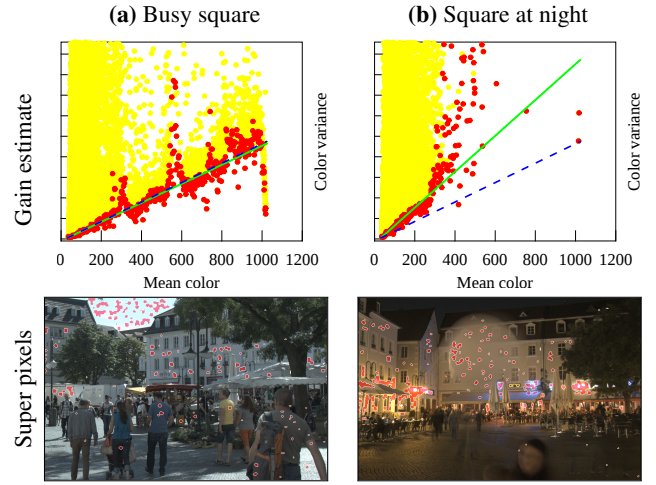 (a) Busy square
(b) Square at night
Gain estimate
Color variance
Color variance
0 200 400 600 800 1000 1200
0 200 400 600 800 1000 1200
Mean color
Mean color
Super pixels